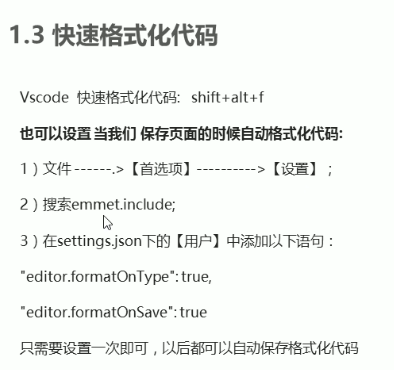 1.3 快速格式化代码
Vscode 快速格式化代码: shift+alt+f
也可以设置 当我们 保存页面的时候自动格式化代码:
1）文件 ------.>【首选项】---------->【设置】；
2）搜索emmet.include;
3）在settings.json下的【用户】中添加以下语句：
"editor.formatOnType": true,
"editor.formatOnSave": true
只需要设置一次即可，以后都可以自动保存格式化代码